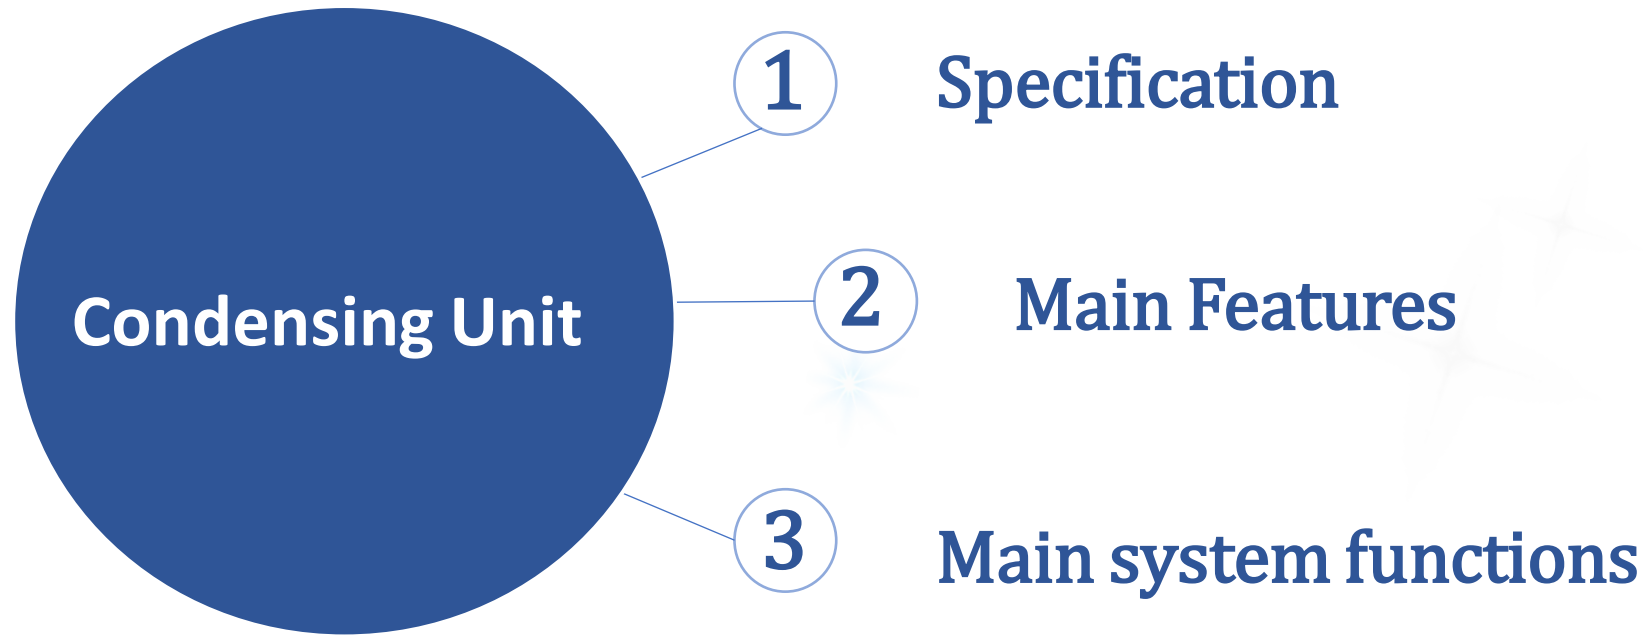 Condensing Unit
1 Specification
2 Main Features
3 Main system functions